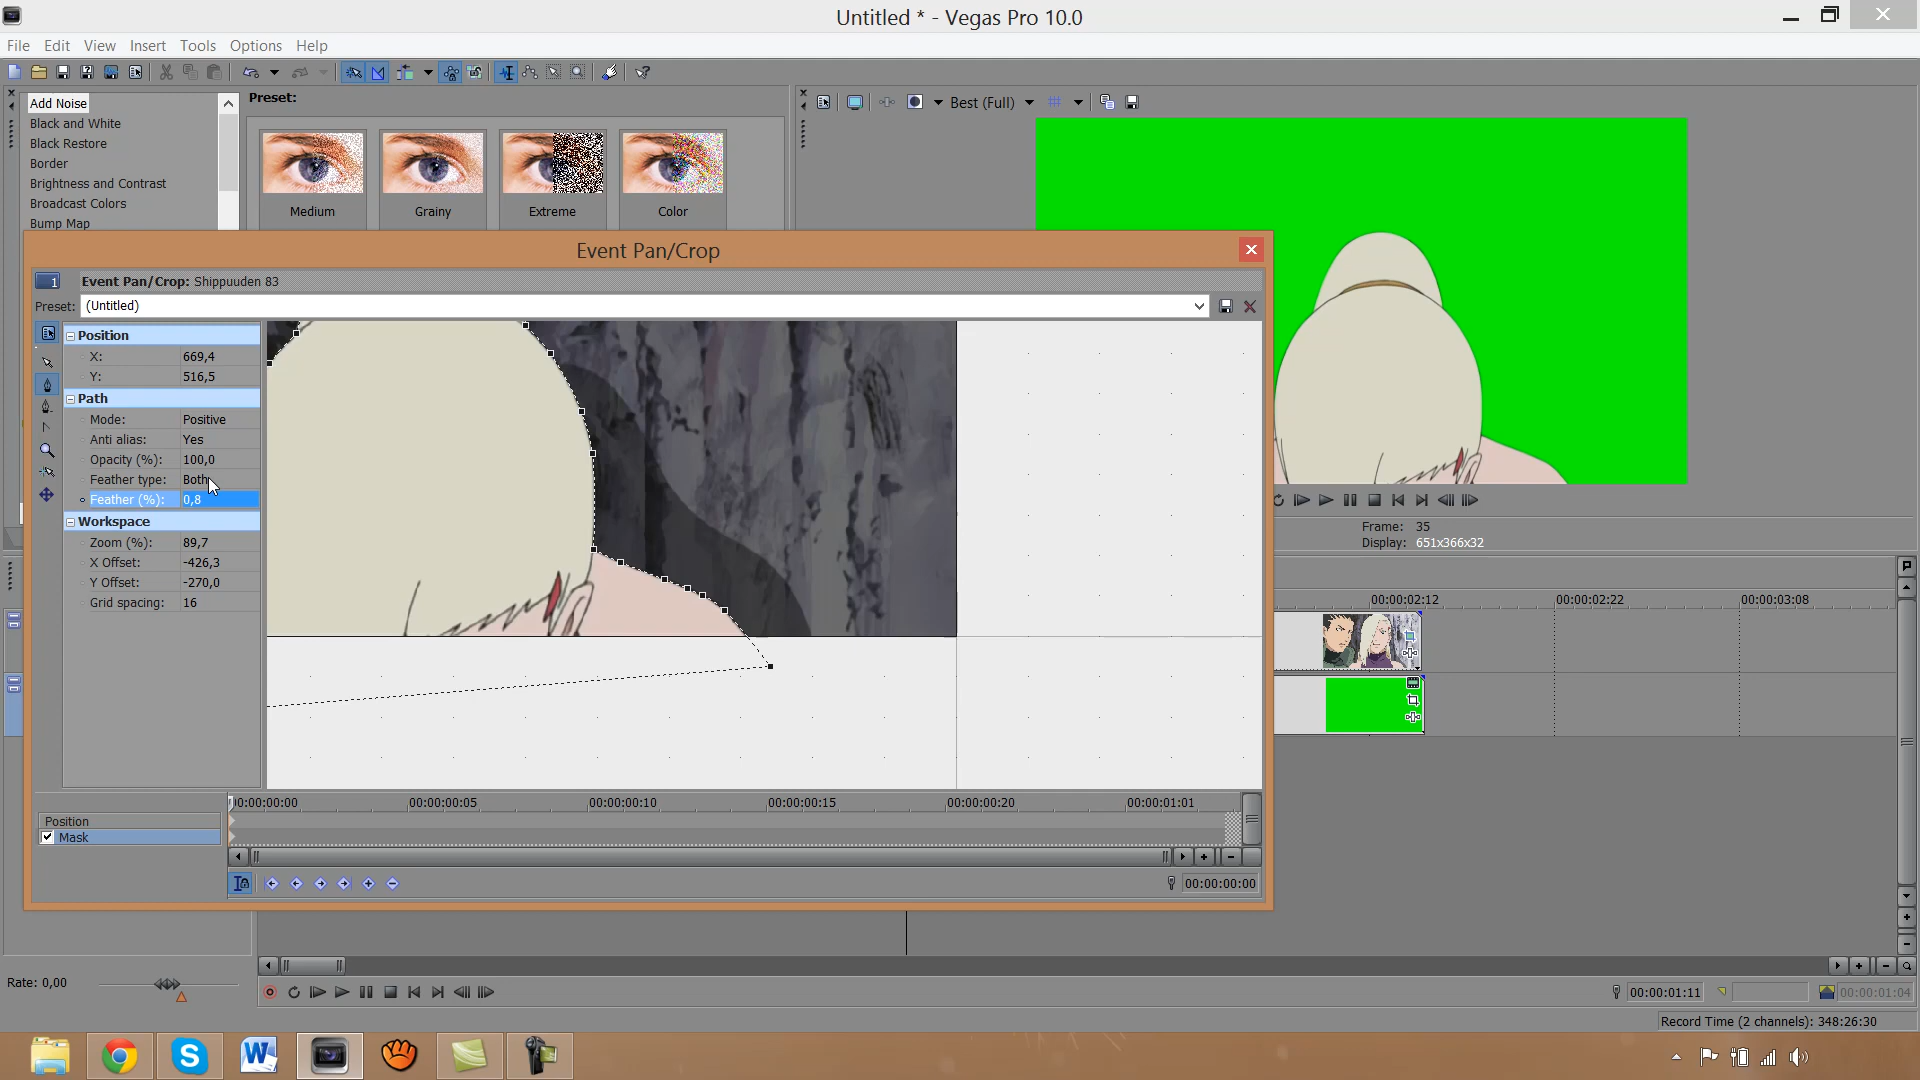 Untitled * - Vegas Pro 10.0
File Edit View Insert Tools Options Help
Add Noise
Black and White
Black Restore
Border
Brightness and Contrast
Broadcast Colors
Bump Map
Preset:
Medium Grainy Extreme Color
Best (Full)
Event Pan/Crop
1 Event Pan/Crop: Shippuuden 83
Preset: (Untitled)
Position
X: 669,4
Y: 516,5
Path
Mode: Positive
Anti alias: Yes
Opacity (%): 100,0
Feather type: Both
Feather (%): 0,8
Workspace
Zoom (%): 89,7
X Offset: -426,3
Y Offset: -270,0
Grid spacing: 16
Frame: 35
Display: 651x366x32
00:00:02:12 00:00:02:22 00:00:03:08
00:00:00:00 00:00:00:05 00:00:00:10 00:00:00:15 00:00:00:20 00:00:01:01
Position
Mask
00:00:00:00
Rate: 0,00
00:00:01:11 00:00:01:04
Record Time (2 channels): 348:26:30